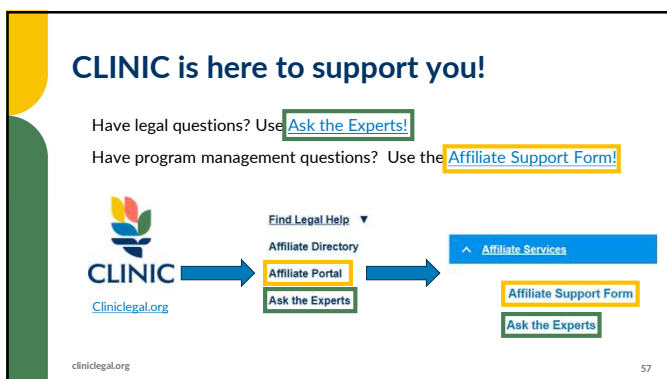 CLINIC is here to support you!
Have legal questions? Use Ask the Experts!
Have program management questions? Use the Affiliate Support Form!
CLINIC
Cliniclegal.org
Find Legal Help ▼
Affiliate Directory
Affiliate Portal
Ask the Experts
Affiliate Services
Affiliate Support Form
Ask the Experts
cliniclegal.org
57